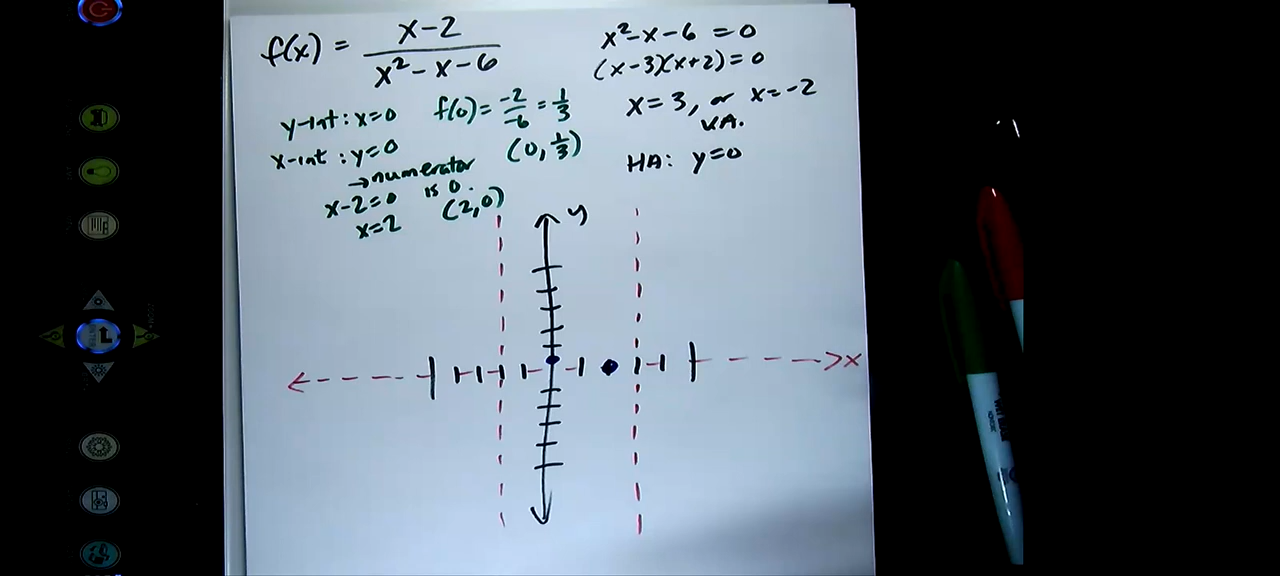 f(x) = x-2 / x²-x-6
y-int: x=0 f(0) = -2/-6 = 1/3
(0, 1/3)
x-int: y=0
→numerator
is 0.
x-2=0
x=2
(2,0)
x²-x-6=0
(x-3)(x+2)=0
x=3, or x=-2
V.A.
HA: y=0
y
x